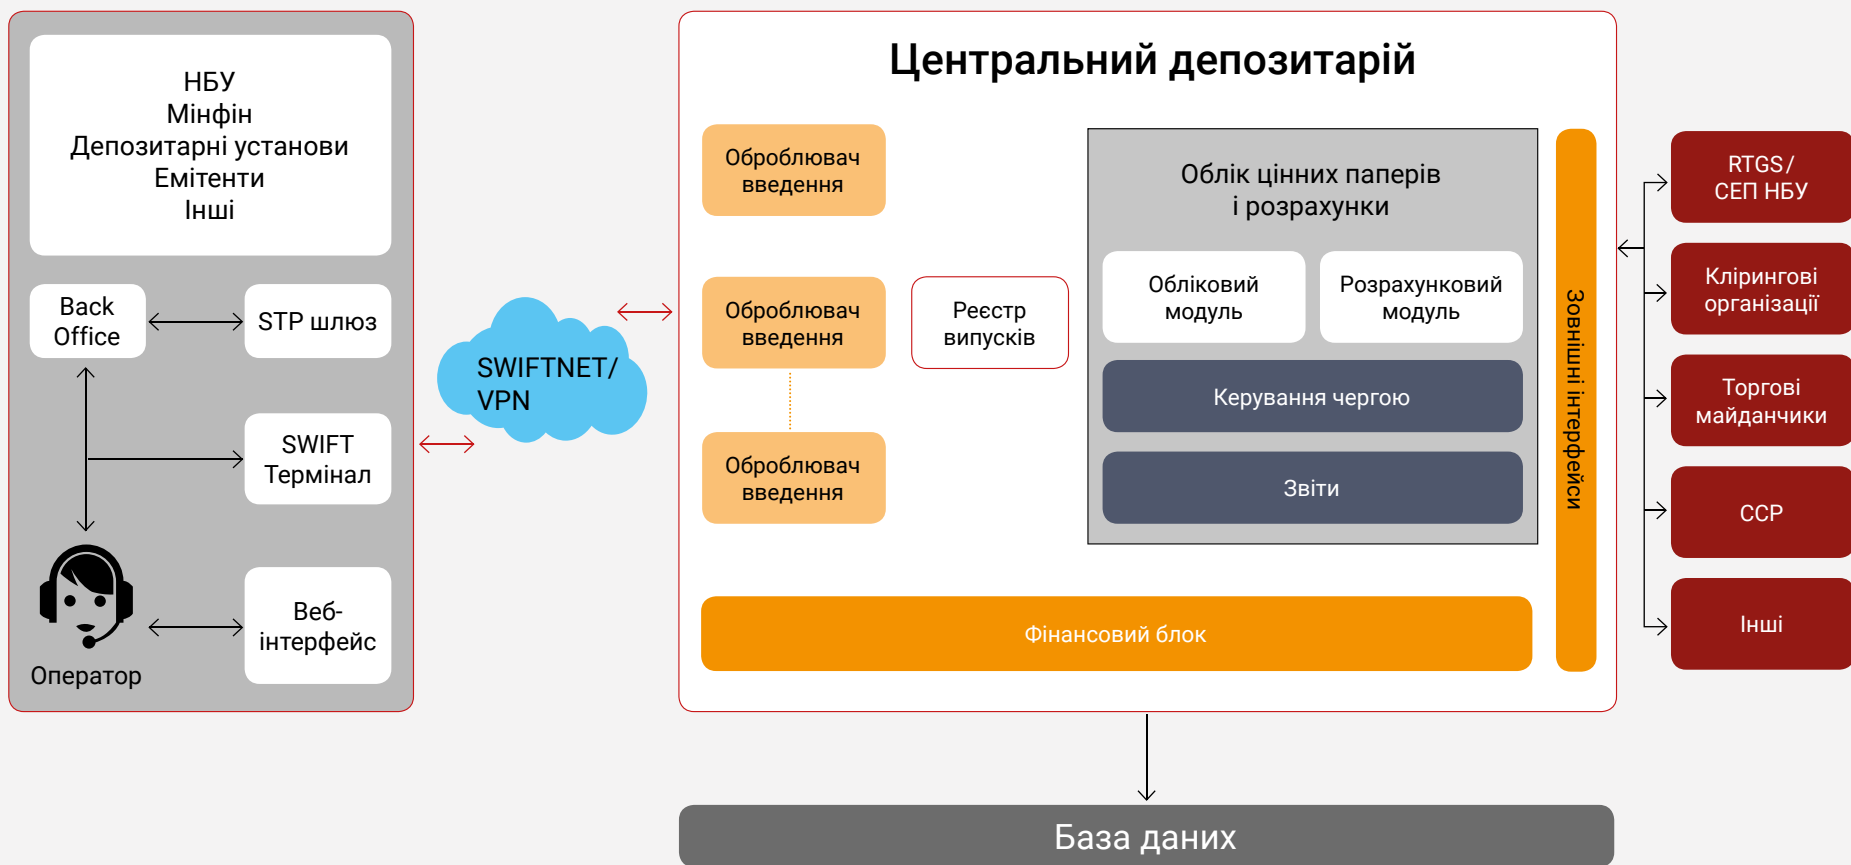 НБУ
Мінфін
Депозитарні установи
Емітенти
Інші
Back
Office
STP шлюз
SWIFT
Термінал
Веб-
інтерфейс
Оператор
SWIFTNET/
VPN
Центральний депозитарій
Оброблювач
введення
Оброблювач
введення
Оброблювач
введення
Реєстр
випусків
Облік цінних паперів
і розрахунки
Обліковий
модуль
Розрахунковий
модуль
Керування чергою
Звіти
Фінансовий блок
Зовнішні інтерфейси
RTGS/
СЕП НБУ
Клірингові
організації
Торгові
майданчики
CCP
Інші
База даних